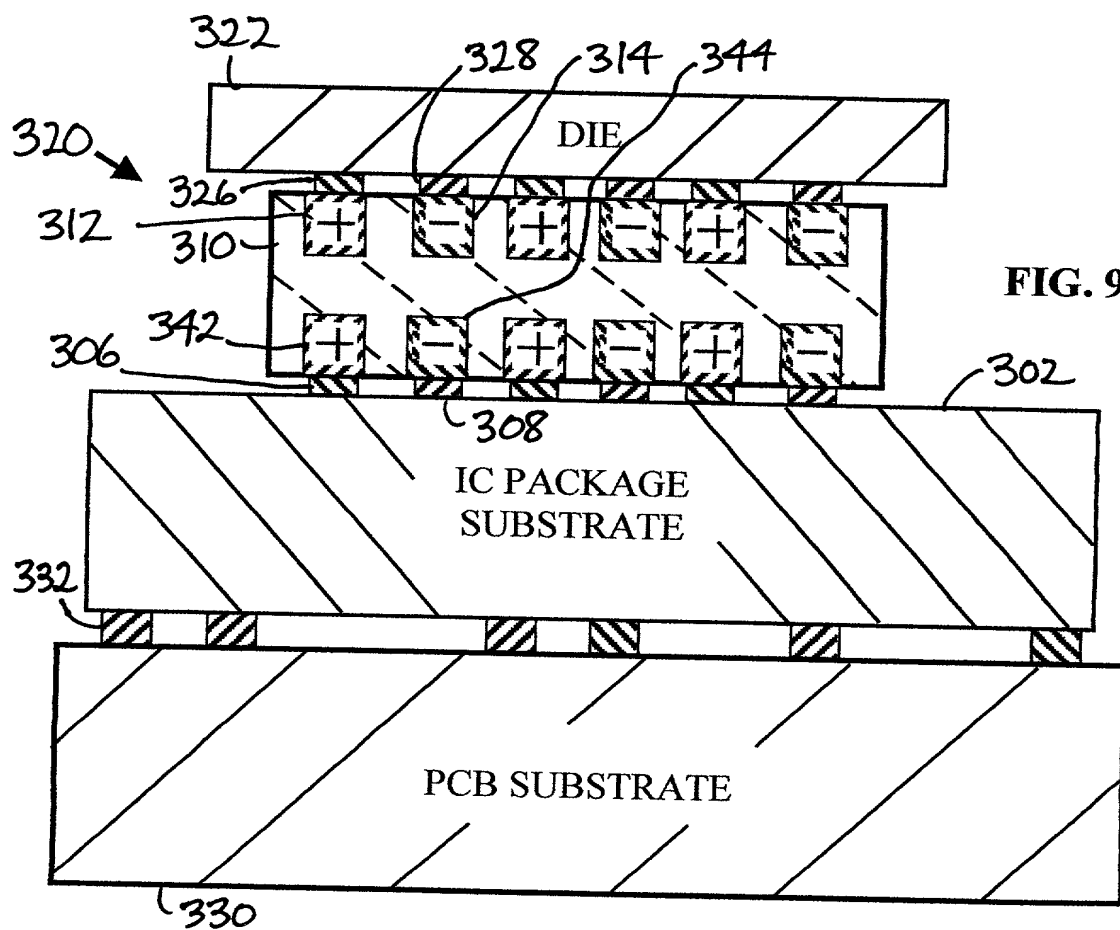 322
328 314 344
320
DIE
326
312 + - + - + -
310
FIG. 9
342 + - + - + -
306
302
308
IC PACKAGE
SUBSTRATE
332
PCB SUBSTRATE
330